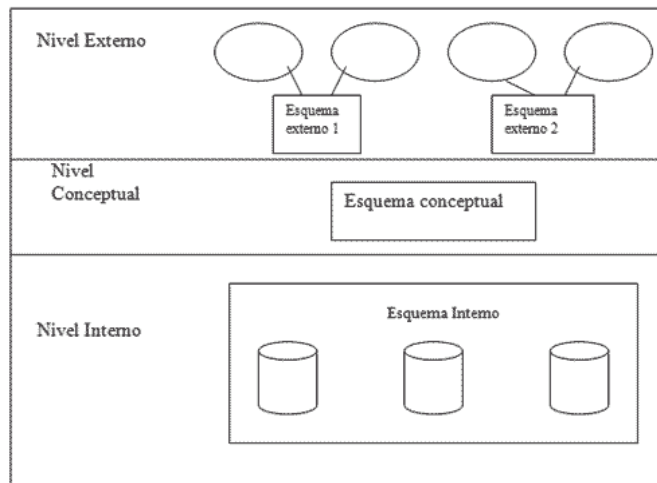 Nivel Externo
Esquema
externo 1
Esquema
externo 2
Nivel
Conceptual
Esquema conceptual
Esquema Interno
Nivel Interno